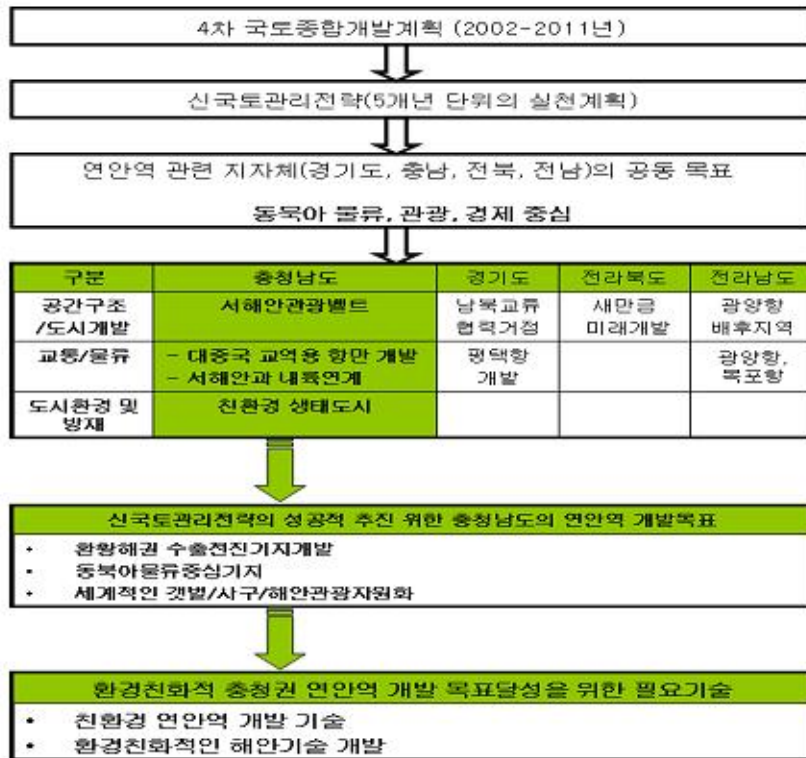 4차 국토종합개발계획 (2002-2011년)
신국토관리전략(5개년 단위의 실천계획)
연안역 관련 지자체(경기도, 충남, 전북, 전남)의 공동 목표
동북아 물류, 관광, 경제 중심
구분 충청남도 경기도 전라북도 전라남도
공간구조 /도시개발 서해안관광벨트 남북교류 협력거점 새만금 미래개발 광양항 배후지역
교통/물류 - 대중국 교역용 항만 개발 평택항 개발 광양항, 목포항
- 서해안과 내륙연계
도시환경 및 방재 친환경 생태도시
신국토관리전략의 성공적 추진 위한 충청남도의 연안역 개발목표
• 환황해권 수출전진기지개발
• 동북아물류중심기지
• 세계적인 갯벌/사구/해안관광자원화
환경친화적 충청권 연안역 개발 목표달성을 위한 필요기술
• 친환경 연안역 개발 기술
• 환경친화적인 해안기술 개발